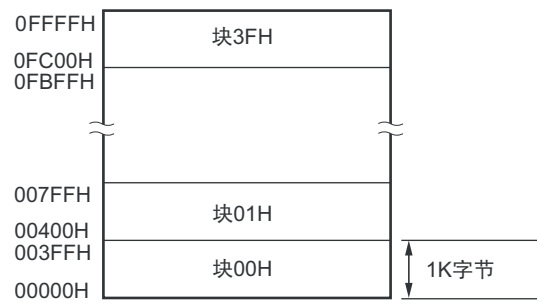 0FFFFH
块3FH
0FC00H
0FBFFH
007FFH
块01H
00400H
003FFH
块00H
1K字节
00000H